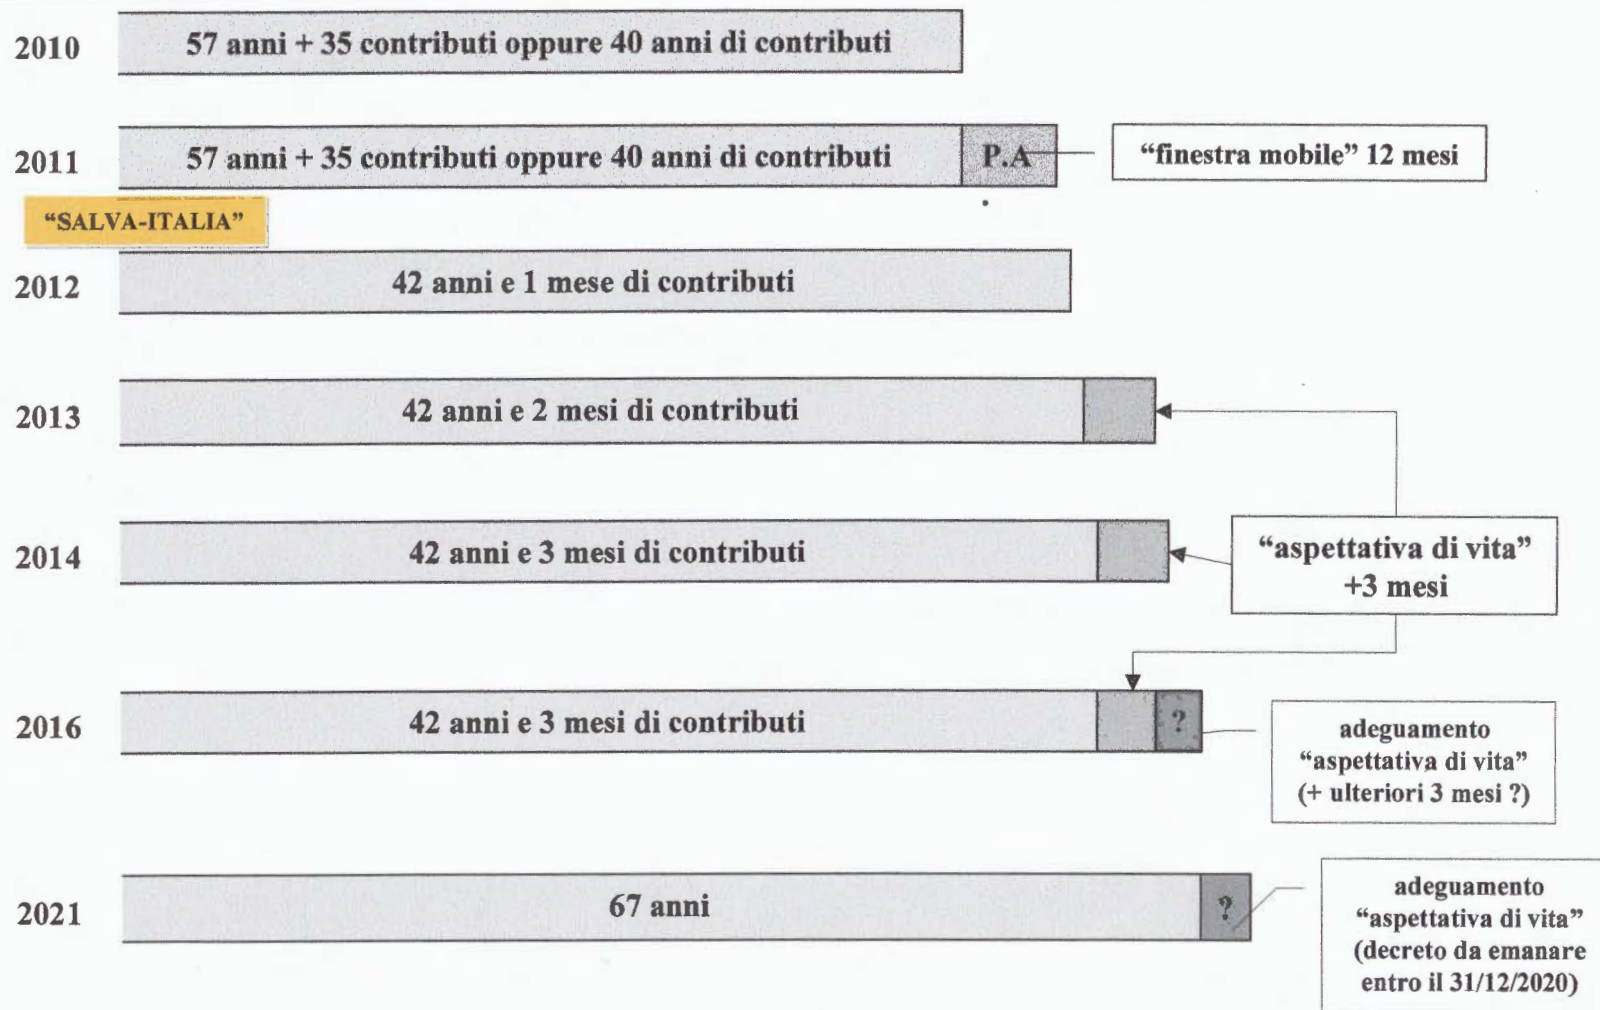 2010
57 anni + 35 contributi oppure 40 anni di contributi
2011
57 anni + 35 contributi oppure 40 anni di contributi
P.A
“finestra mobile” 12 mesi
“SALVA-ITALIA”
2012
42 anni e 1 mese di contributi
2013
42 anni e 2 mesi di contributi
2014
42 anni e 3 mesi di contributi
“aspettativa di vita”
+3 mesi
2016
42 anni e 3 mesi di contributi
?
adeguamento
“aspettativa di vita”
(+ ulteriori 3 mesi ?)
2021
67 anni
?
adeguamento
“aspettativa di vita”
(decreto da emanare
entro il 31/12/2020)